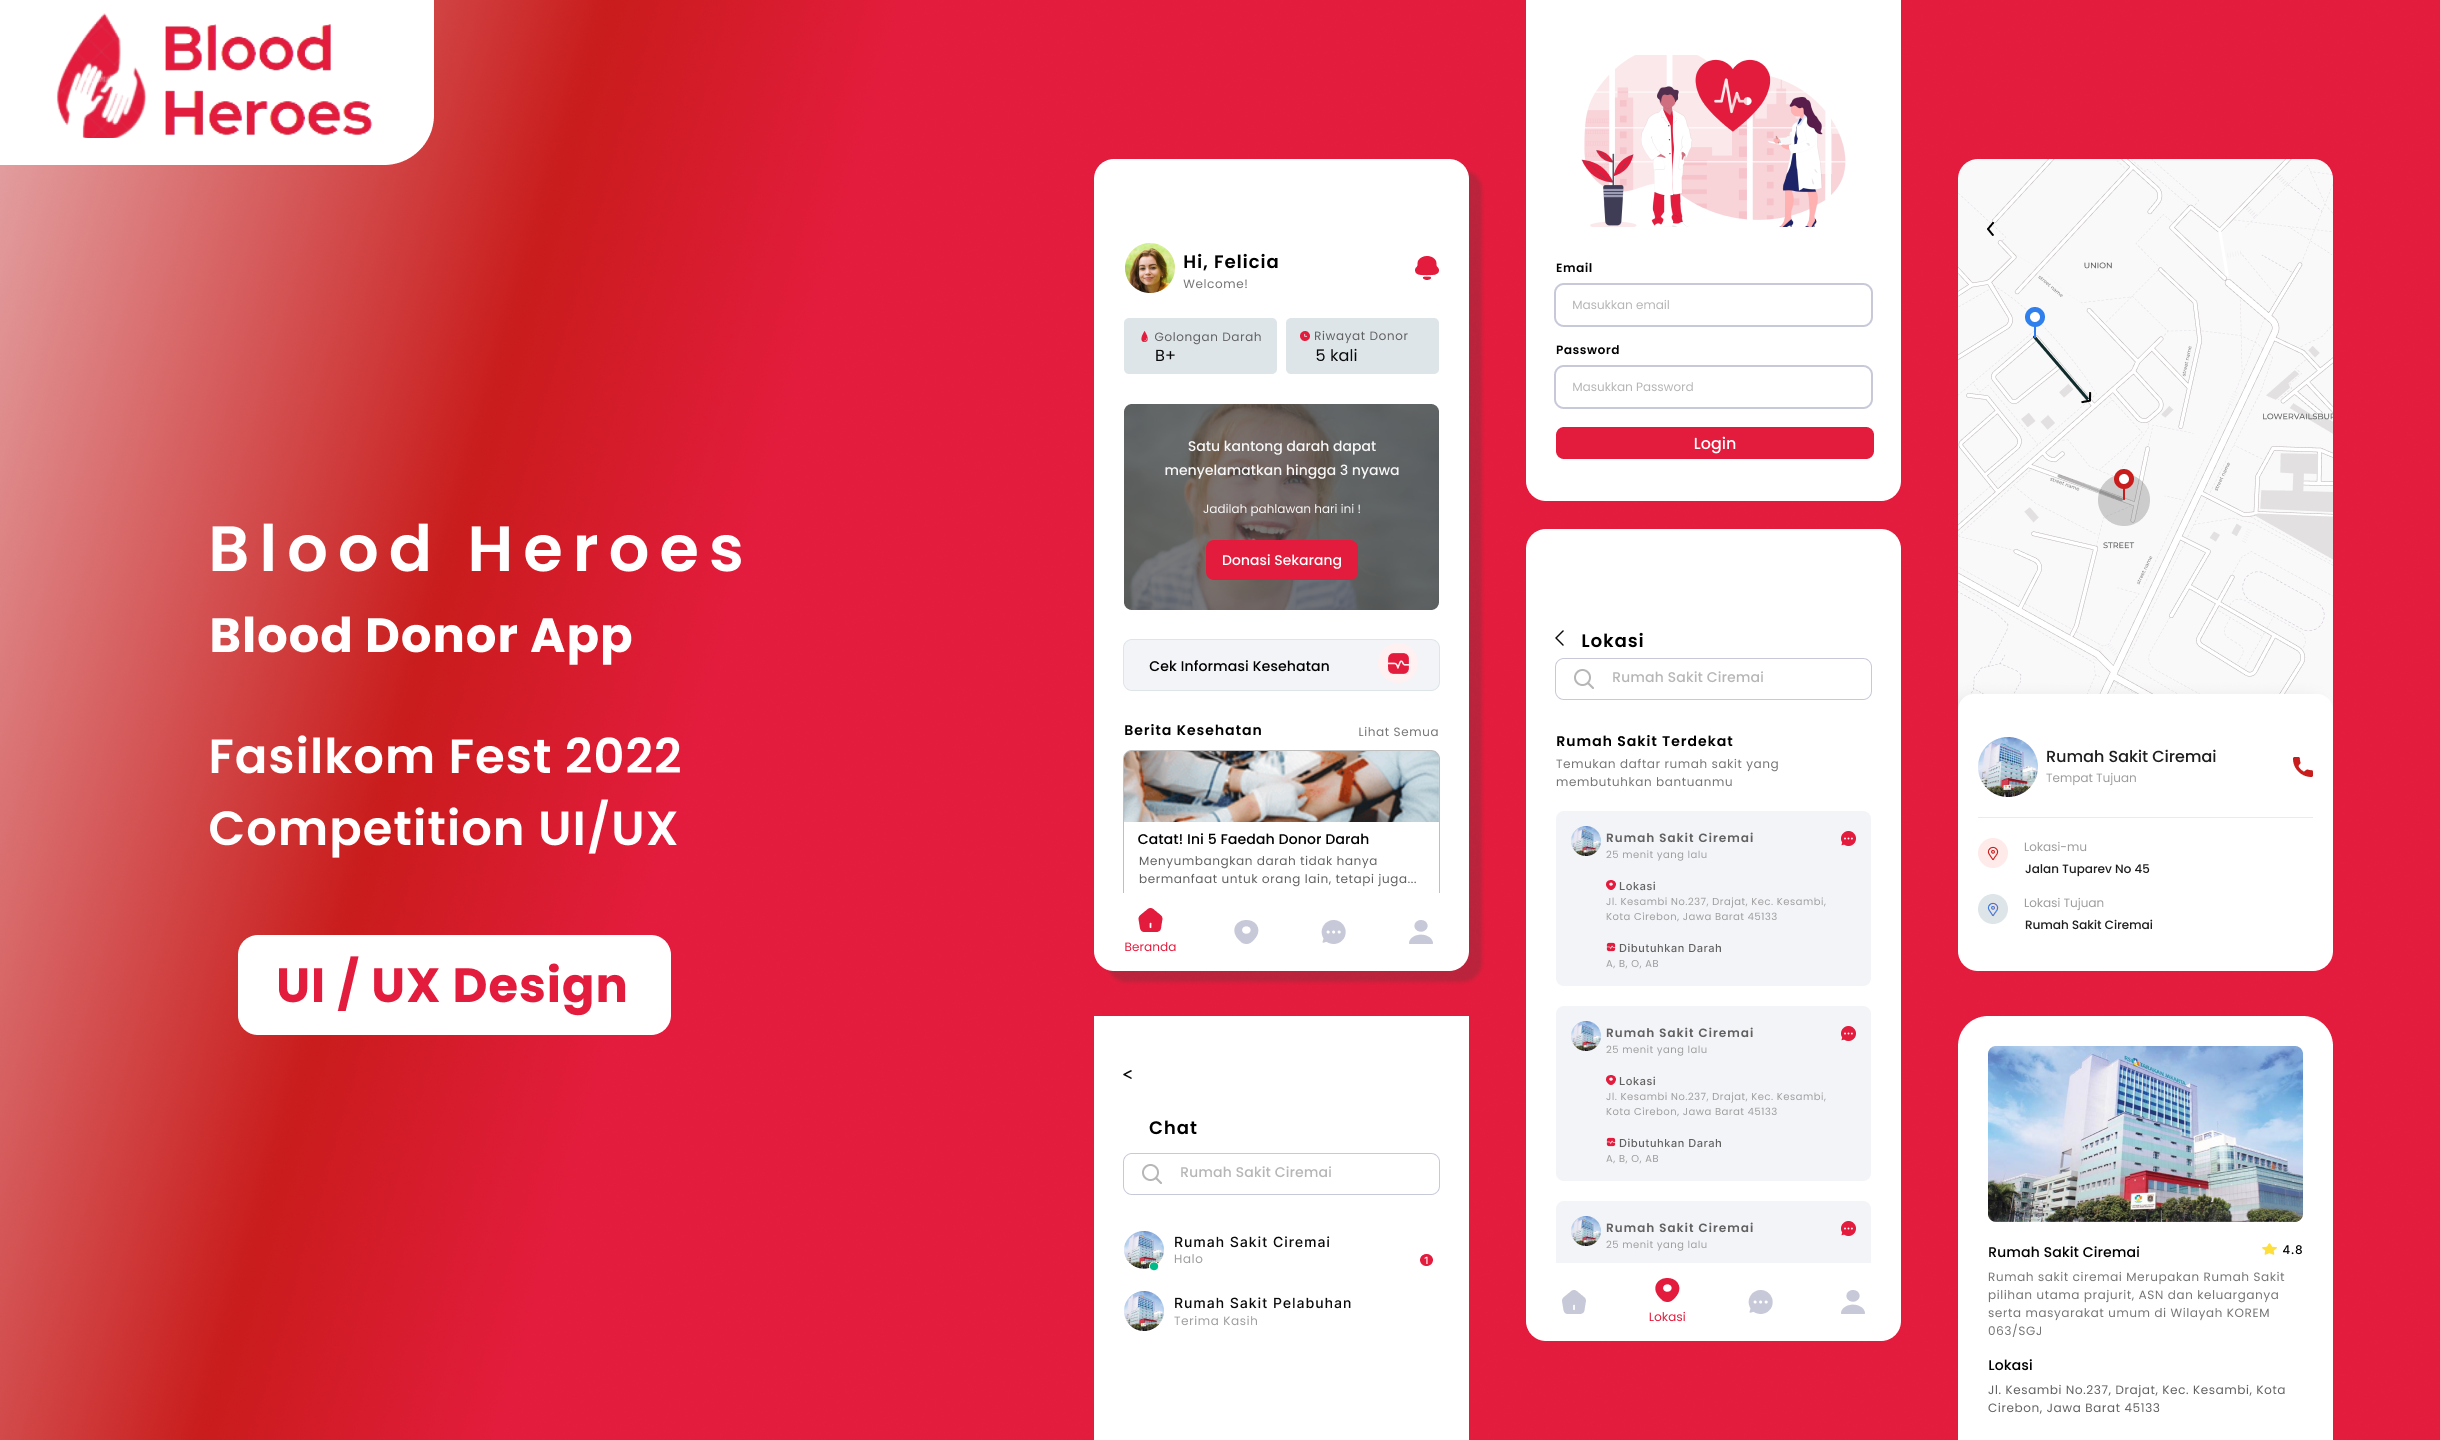 Blood
Heroes
Blood Heroes
Blood Donor App
Fasilkom Fest 2022
Competition UI/UX
UI / UX Design
Hi, Felicia
Welcome!
Golongan Darah
B+
Riwayat Donor
5 kali
Satu kantong darah dapat
menyelamatkan hingga 3 nyawa
Jadilah pahlawan hari ini !
Donasi Sekarang
Cek Informasi Kesehatan
Berita Kesehatan
Lihat Semua
Catat! Ini 5 Faedah Donor Darah
Menyumbangkan darah tidak hanya
bermanfaat untuk orang lain, tetapi juga...
Beranda
<
Chat
Rumah Sakit Ciremai
Rumah Sakit Ciremai
Halo
1
Rumah Sakit Pelabuhan
Terima Kasih
Email
Masukkan email
Password
Masukkan Password
Login
Lokasi
Rumah Sakit Ciremai
Rumah Sakit Terdekat
Temukan daftar rumah sakit yang
membutuhkan bantuanmu
Rumah Sakit Ciremai
25 menit yang lalu
Lokasi
Jl. Kesambi No.237, Drajat, Kec. Kesambi,
Kota Cirebon, Jawa Barat 45133
Dibutuhkan Darah
A, B, O, AB
Rumah Sakit Ciremai
25 menit yang lalu
Lokasi
Jl. Kesambi No.237, Drajat, Kec. Kesambi,
Kota Cirebon, Jawa Barat 45133
Dibutuhkan Darah
A, B, O, AB
Rumah Sakit Ciremai
25 menit yang lalu
Lokasi
UNION
street name
street name
LOWERVAILSBUR
street name
street name
STREET
street name
Rumah Sakit Ciremai
Tempat Tujuan
Lokasi-mu
Jalan Tuparev No 45
Lokasi Tujuan
Rumah Sakit Ciremai
Rumah Sakit Ciremai
4.8
Rumah sakit ciremai Merupakan Rumah Sakit
pilihan utama prajurit, ASN dan keluarganya
serta masyarakat umum di Wilayah KOREM
063/SGJ
Lokasi
Jl. Kesambi No.237, Drajat, Kec. Kesambi, Kota
Cirebon, Jawa Barat 45133